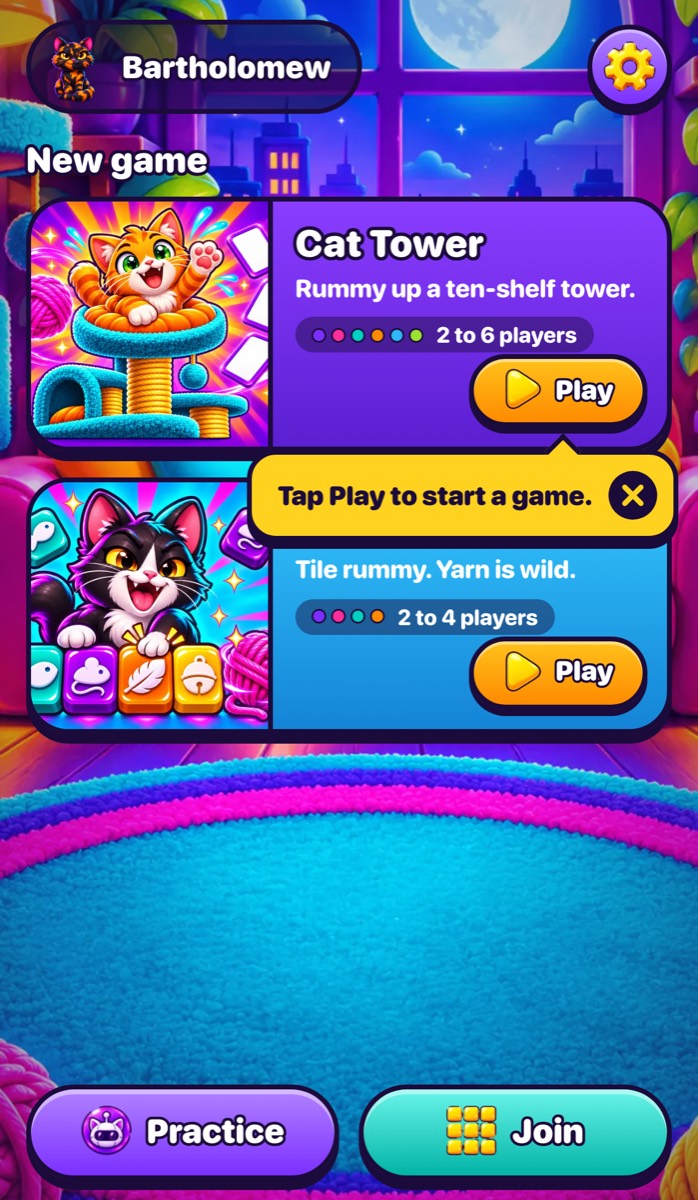 Bartholomew
New game
Cat Tower
Rummy up a ten-shelf tower.
2 to 6 players
Play
Tap Play to start a game.
Tile rummy. Yarn is wild.
2 to 4 players
Play
Practice
Join